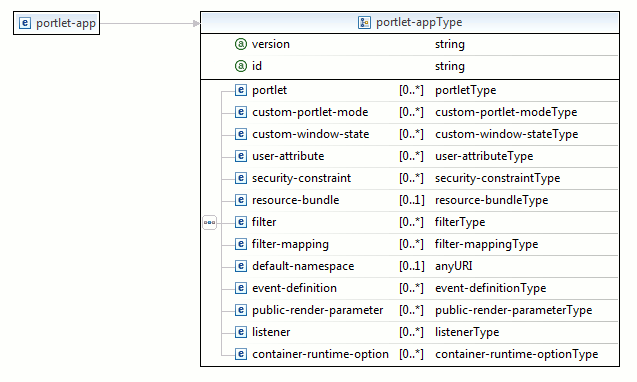 portlet-app
portlet-appType
version string
id string
portlet [0..*] portletType
custom-portlet-mode [0..*] custom-portlet-modeType
custom-window-state [0..*] custom-window-stateType
user-attribute [0..*] user-attributeType
security-constraint [0..*] security-constraintType
resource-bundle [0..1] resource-bundleType
filter [0..*] filterType
filter-mapping [0..*] filter-mappingType
default-namespace [0..1] anyURI
event-definition [0..*] event-definitionType
public-render-parameter [0..*] public-render-parameterType
listener [0..*] listenerType
container-runtime-option [0..*] container-runtime-optionType